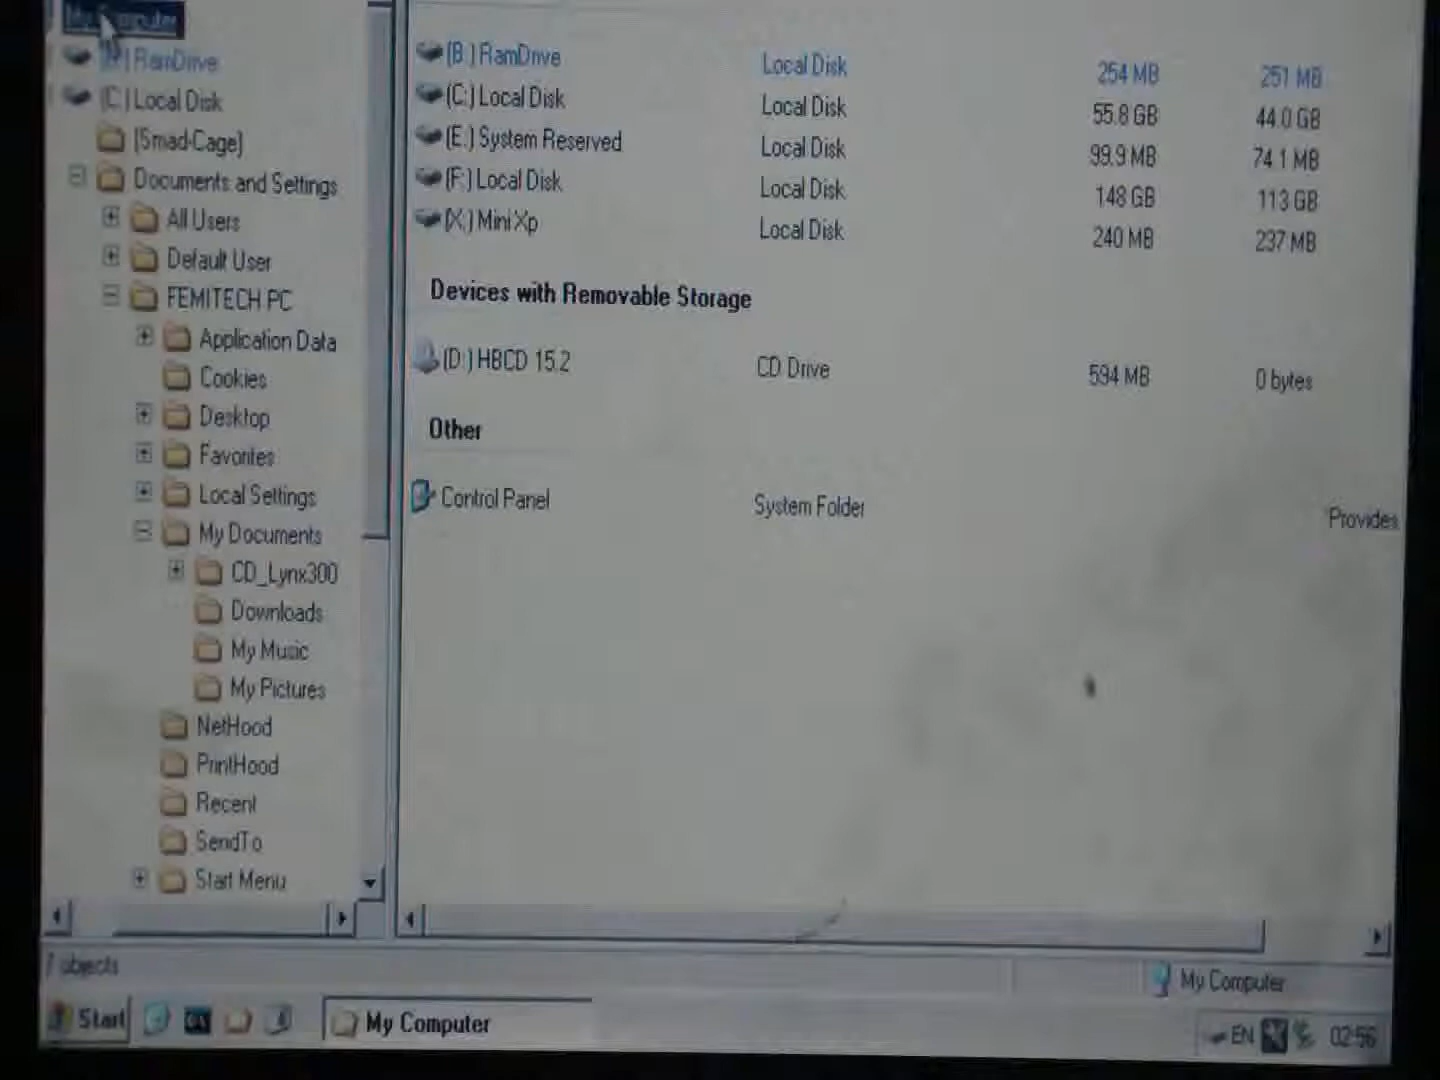 My Computer
(B:) RamDrive
(C:) Local Disk
[Smad-Cage]
Documents and Settings
All Users
Default User
FEMITECH PC
Application Data
Cookies
Desktop
Favorites
Local Settings
My Documents
CD_Lynx300
Downloads
My Music
My Pictures
NetHood
PrintHood
Recent
SendTo
Start Menu
(B:) RamDrive Local Disk 254 MB 251 MB
(C:) Local Disk Local Disk 55.8 GB 44.0 GB
(E:) System Reserved Local Disk 99.9 MB 74.1 MB
(F:) Local Disk Local Disk 148 GB 113 GB
(X:) Mini Xp Local Disk 240 MB 237 MB
Devices with Removable Storage
(D:) HBCD 15.2 CD Drive 594 MB 0 bytes
Other
Control Panel System Folder Provides
7 objects My Computer
Start My Computer EN 02:56